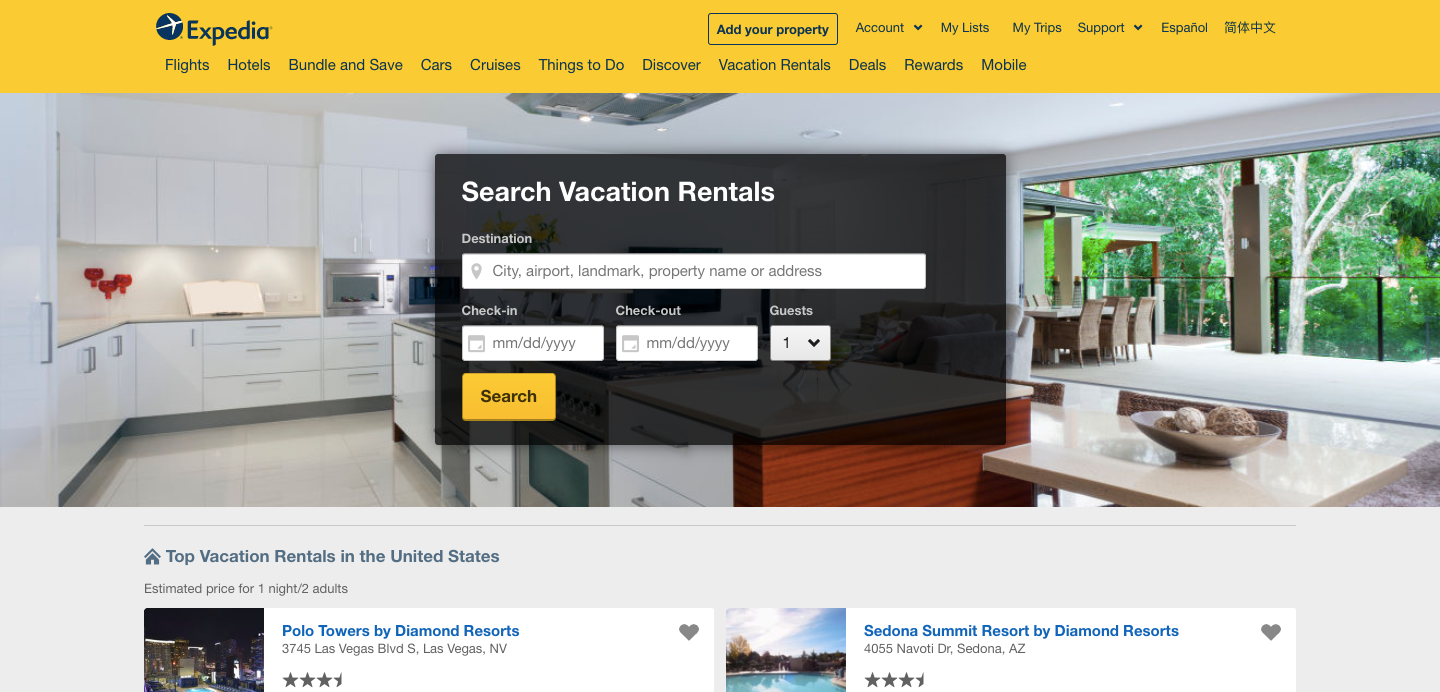 Expedia
Add your property Account My Lists My Trips Support Español 简体中文
Flights Hotels Bundle and Save Cars Cruises Things to Do Discover Vacation Rentals Deals Rewards Mobile
Search Vacation Rentals
Destination
City, airport, landmark, property name or address
Check-in Check-out Guests
mm/dd/yyyy mm/dd/yyyy 1
Search
Top Vacation Rentals in the United States
Estimated price for 1 night/2 adults
Polo Towers by Diamond Resorts
3745 Las Vegas Blvd S, Las Vegas, NV
Sedona Summit Resort by Diamond Resorts
4055 Navoti Dr, Sedona, AZ